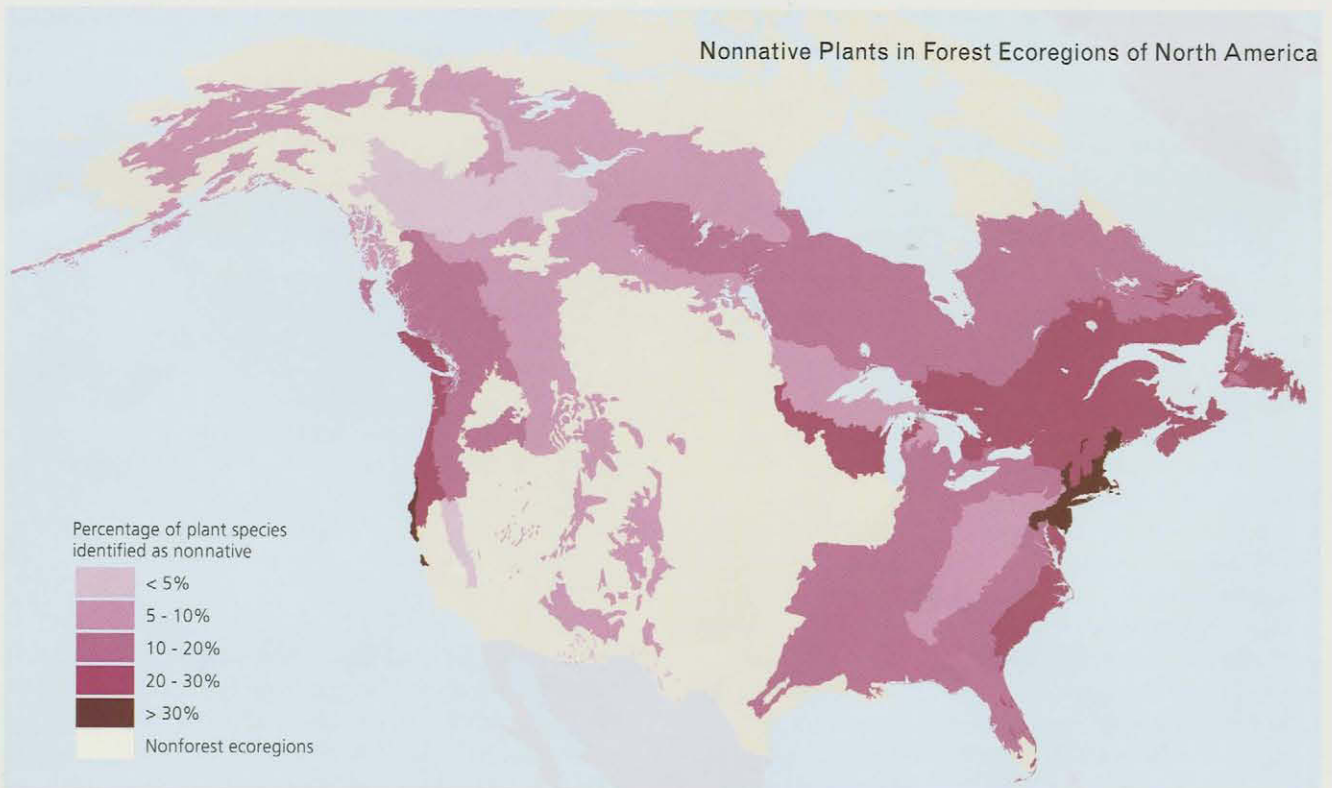 Nonnative Plants in Forest Ecoregions of North America
Percentage of plant species
identified as nonnative
< 5%
5 - 10%
10 - 20%
20 - 30%
> 30%
Nonforest ecoregions